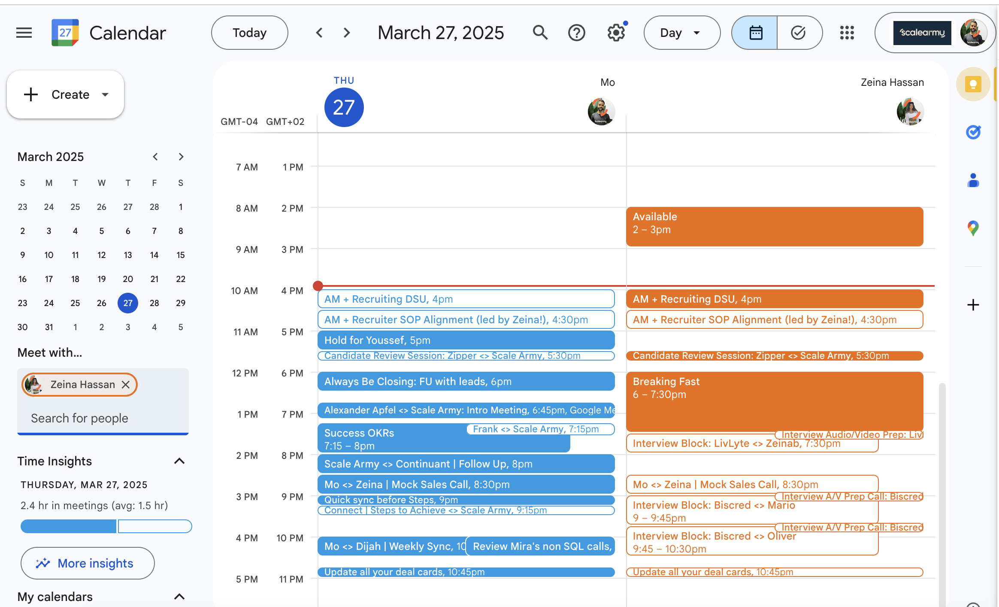 27 Calendar Today March 27, 2025 Day scalearmy
Create
March 2025
S M T W T F S
23 24 25 26 27 28 1
2 3 4 5 6 7 8
9 10 11 12 13 14 15
16 17 18 19 20 21 22
23 24 25 26 27 28 29
30 31 1 2 3 4 5
Meet with...
Zeina Hassan
Search for people
Time Insights
THURSDAY, MAR 27, 2025
2.4 hr in meetings (avg: 1.5 hr)
More insights
My calendars
THU
27
Mo
Zeina Hassan
GMT-04 GMT+02
7 AM 1 PM
8 AM 2 PM
9 AM 3 PM
10 AM 4 PM
11 AM 5 PM
12 PM 6 PM
1 PM 7 PM
2 PM 8 PM
3 PM 9 PM
4 PM 10 PM
5 PM 11 PM
AM + Recruiting DSU, 4pm
AM + Recruiter SOP Alignment (led by Zeina!), 4:30pm
Hold for Youssef, 5pm
Candidate Review Session: Zipper <> Scale Army, 5:30pm
Always Be Closing: FU with leads, 6pm
Alexander Apfel <> Scale Army: Intro Meeting, 6:45pm, Google Me
Success OKRs
7:15 – 8pm
Frank <> Scale Army, 7:15pm
Scale Army <> Continuant | Follow Up, 8pm
Mo <> Zeina | Mock Sales Call, 8:30pm
Quick sync before Steps, 9pm
Connect | Steps to Achieve <> Scale Army, 9:15pm
Mo <> Dijah | Weekly Sync, 10
Review Mira's non SQL calls,
Update all your deal cards, 10:45pm
Available
2 – 3pm
AM + Recruiting DSU, 4pm
AM + Recruiter SOP Alignment (led by Zeina!), 4:30pm
Candidate Review Session: Zipper <> Scale Army, 5:30pm
Breaking Fast
6 – 7:30pm
Interview Audio/Video Prep: Liv
Interview Block: LivLyte <> Zeinab, 7:30pm
Mo <> Zeina | Mock Sales Call, 8:30pm
Interview A/V Prep Call: Biscred
Interview Block: Biscred <> Mario
9 – 9:45pm
Interview A/V Prep Call: Biscred
Interview Block: Biscred <> Oliver
9:45 – 10:30pm
Update all your deal cards, 10:45pm